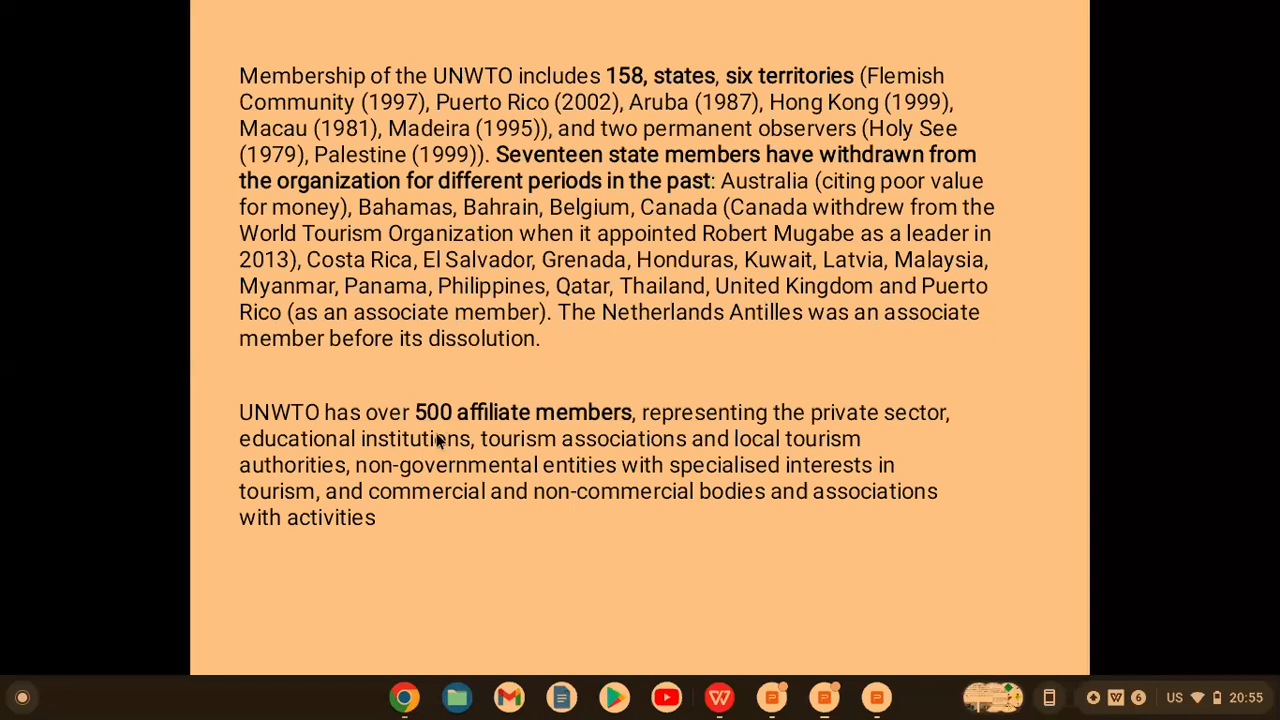 Membership of the UNWTO includes 158, states, six territories (Flemish
Community (1997), Puerto Rico (2002), Aruba (1987), Hong Kong (1999),
Macau (1981), Madeira (1995)), and two permanent observers (Holy See
(1979), Palestine (1999)). Seventeen state members have withdrawn from
the organization for different periods in the past: Australia (citing poor value
for money), Bahamas, Bahrain, Belgium, Canada (Canada withdrew from the
World Tourism Organization when it appointed Robert Mugabe as a leader in
2013), Costa Rica, El Salvador, Grenada, Honduras, Kuwait, Latvia, Malaysia,
Myanmar, Panama, Philippines, Qatar, Thailand, United Kingdom and Puerto
Rico (as an associate member). The Netherlands Antilles was an associate
member before its dissolution.
UNWTO has over 500 affiliate members, representing the private sector,
educational institutions, tourism associations and local tourism
authorities, non-governmental entities with specialised interests in
tourism, and commercial and non-commercial bodies and associations
with activities
6 US 20:55